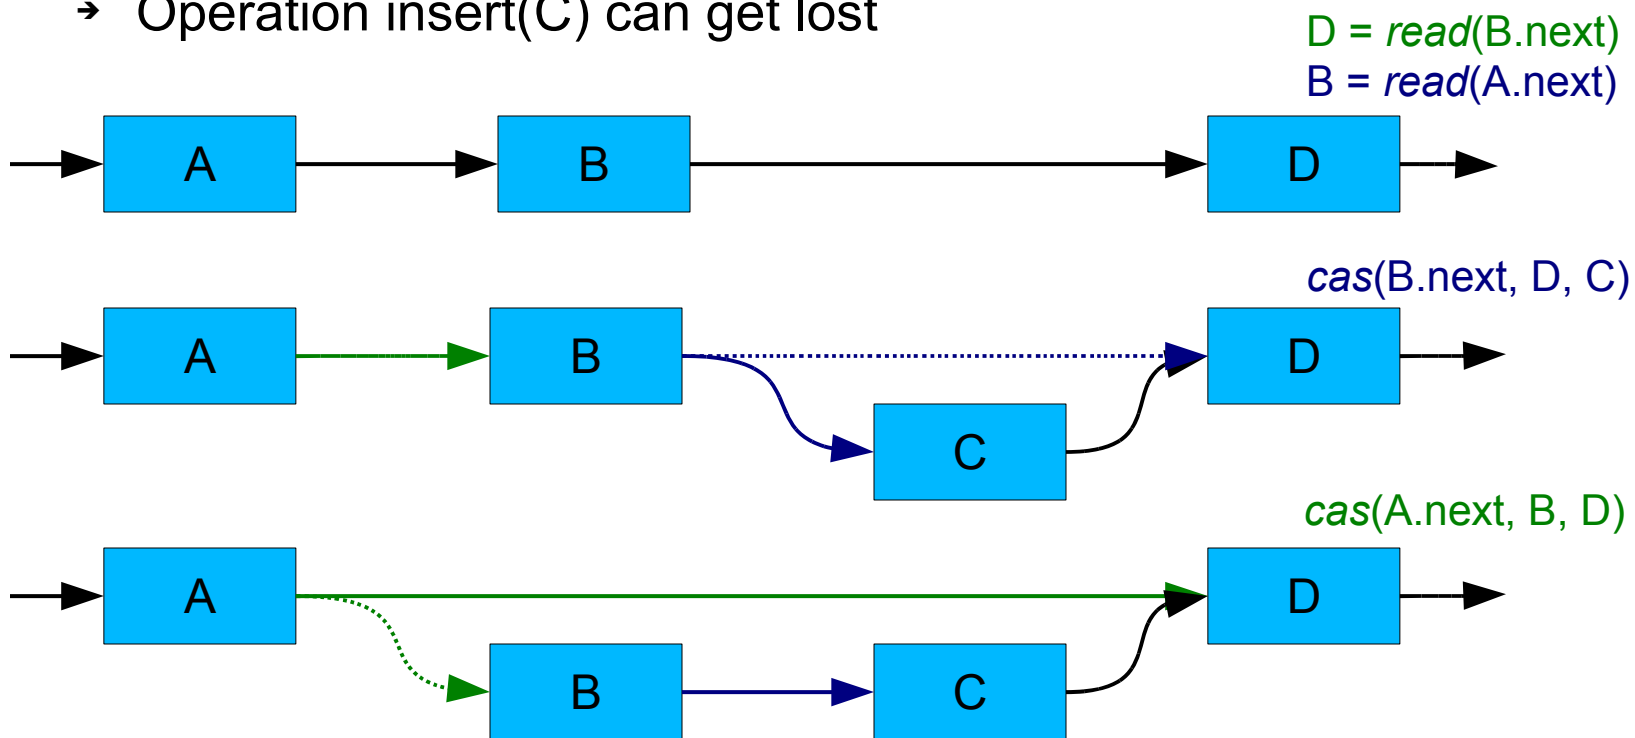 ➔ Operation insert(C) can get lost
D = read(B.next)
B = read(A.next)
A B D
cas(B.next, D, C)
A B D
C
cas(A.next, B, D)
A D
B C